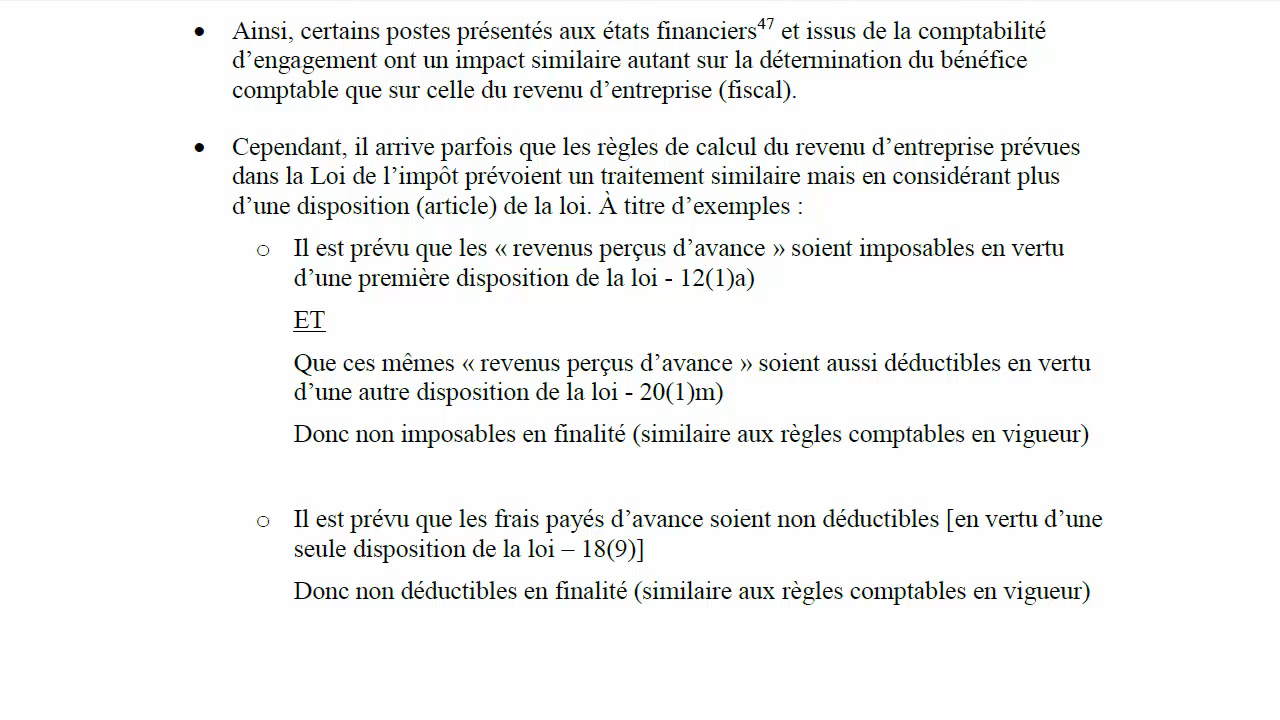 • Ainsi, certains postes présentés aux états financiers47 et issus de la comptabilité
d’engagement ont un impact similaire autant sur la détermination du bénéfice
comptable que sur celle du revenu d’entreprise (fiscal).
• Cependant, il arrive parfois que les règles de calcul du revenu d’entreprise prévues
dans la Loi de l’impôt prévoient un traitement similaire mais en considérant plus
d’une disposition (article) de la loi. À titre d’exemples :
o Il est prévu que les « revenus perçus d’avance » soient imposables en vertu
d’une première disposition de la loi - 12(1)a)
ET
Que ces mêmes « revenus perçus d’avance » soient aussi déductibles en vertu
d’une autre disposition de la loi - 20(1)m)
Donc non imposables en finalité (similaire aux règles comptables en vigueur)
o Il est prévu que les frais payés d’avance soient non déductibles [en vertu d’une
seule disposition de la loi – 18(9)]
Donc non déductibles en finalité (similaire aux règles comptables en vigueur)